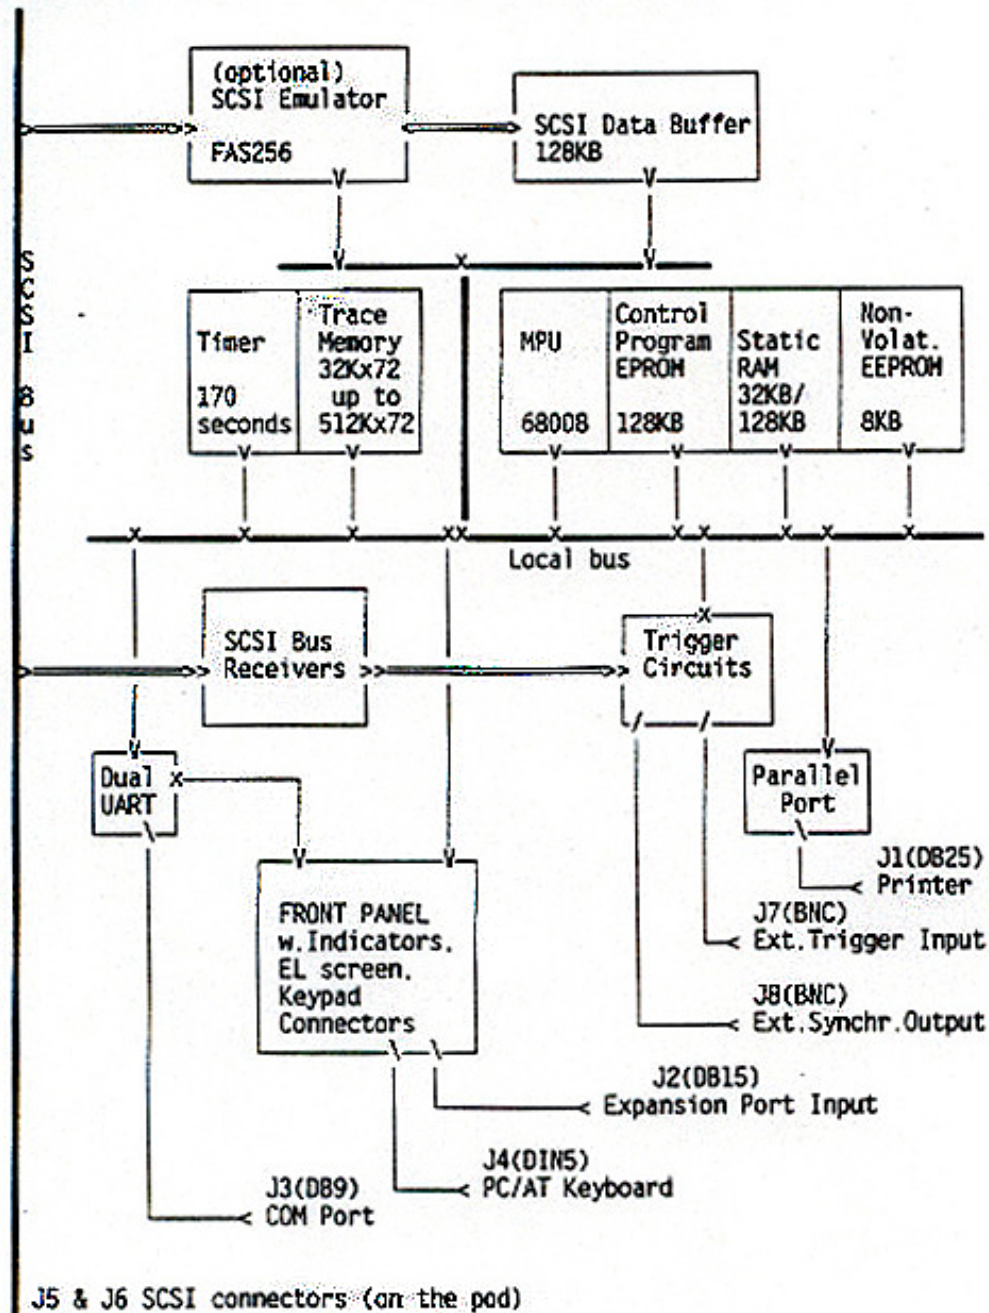 (optional)
SCSI Emulator
FAS256
SCSI Data Buffer
128KB
S
C
S
I
B
u
s
Timer
170
seconds
Trace
Memory
32Kx72
up to
512Kx72
MPU
68008
Control
Program
EPROM
128KB
Static
RAM
32KB/
128KB
Non-
Volat.
EEPROM
8KB
Local bus
SCSI Bus
Receivers
Trigger
Circuits
Dual
UART
Parallel
Port
J1(DB25)
Printer
FRONT PANEL
w.Indicators.
EL screen.
Keypad
Connectors
J7(BNC)
Ext.Trigger Input
J8(BNC)
Ext.Synchr.Output
J2(DB15)
Expansion Port Input
J4(DIN5)
PC/AT Keyboard
J3(DB9)
COM Port
J5 & J6 SCSI connectors (on the pod)